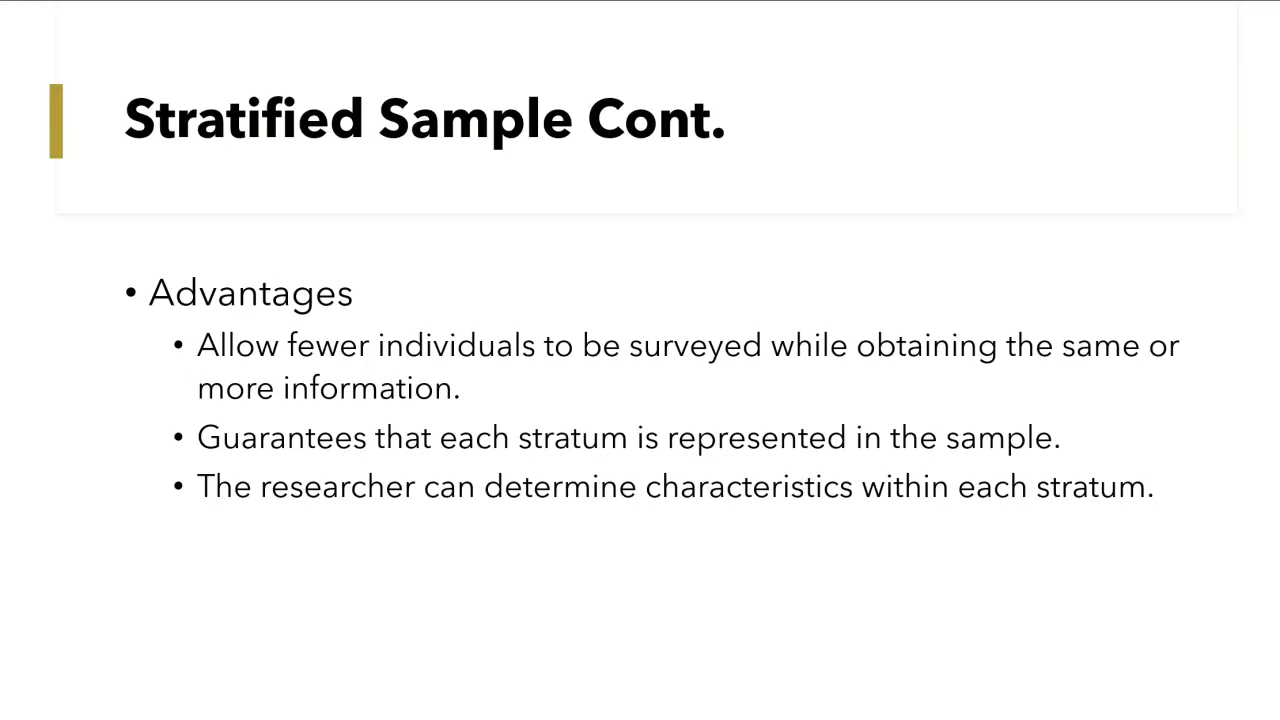 Stratified Sample Cont.
• Advantages
• Allow fewer individuals to be surveyed while obtaining the same or
more information.
• Guarantees that each stratum is represented in the sample.
• The researcher can determine characteristics within each stratum.